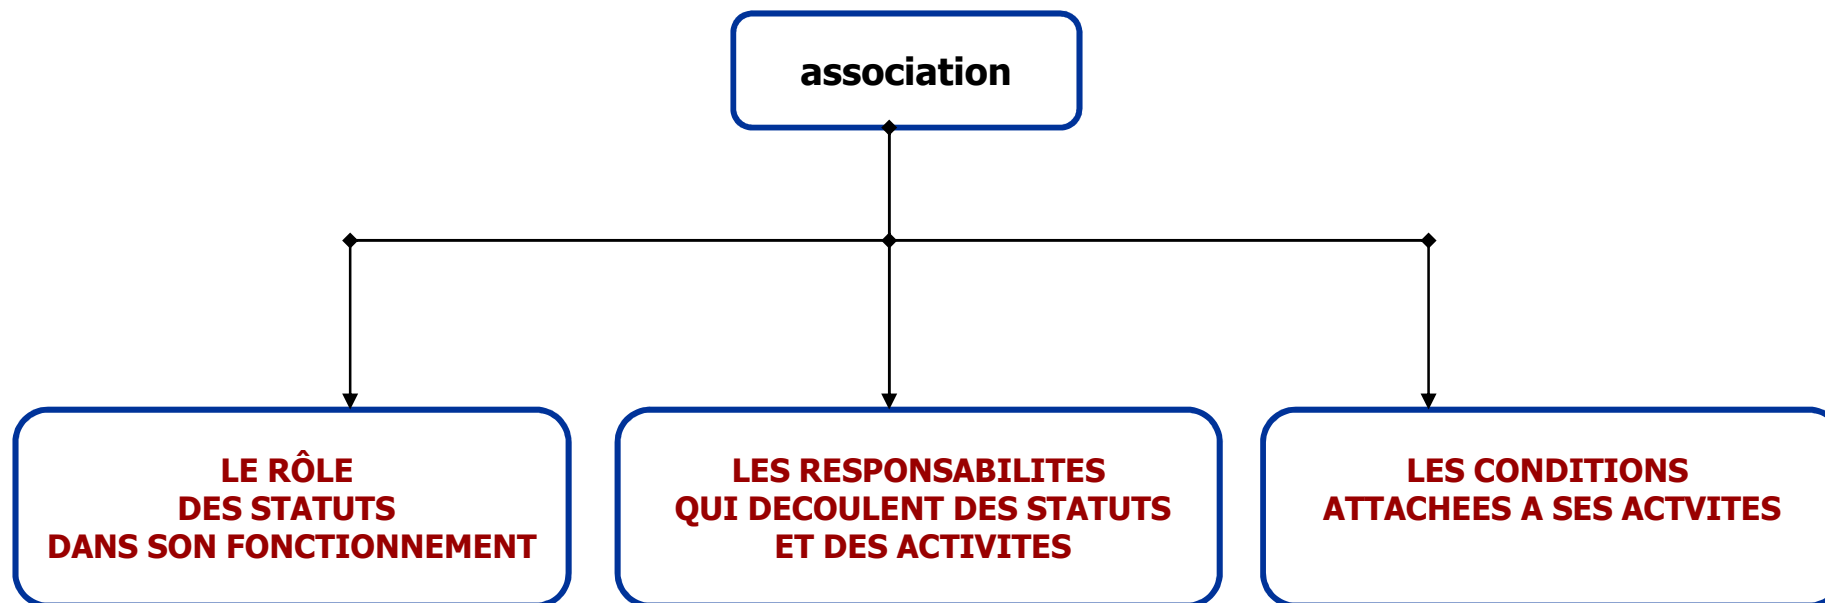 association
LE RÔLE
DES STATUTS
DANS SON FONCTIONNEMENT
LES RESPONSABILITES
QUI DECOULENT DES STATUTS
ET DES ACTIVITES
LES CONDITIONS
ATTACHEES A SES ACTVITES